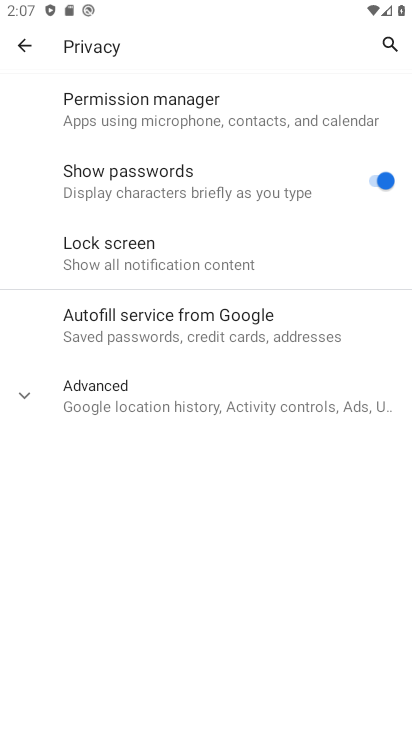 2:07
Privacy
Permission manager
Apps using microphone, contacts, and calendar
Show passwords
Display characters briefly as you type
Lock screen
Show all notification content
Autofill service from Google
Saved passwords, credit cards, addresses
Advanced
Google location history, Activity controls, Ads, U..